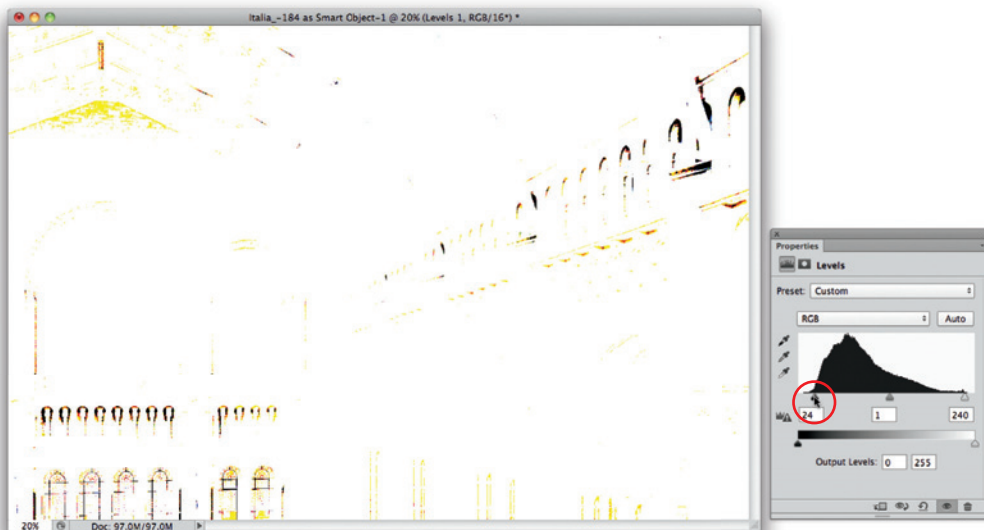 Italia_-184 as Smart Object-1 @ 20% (Levels 1, RGB/16*) *
20%
Doc: 97.0M/97.0M
Properties
Levels
Preset: Custom
RGB
Auto
24
1
240
Output Levels: 0 255